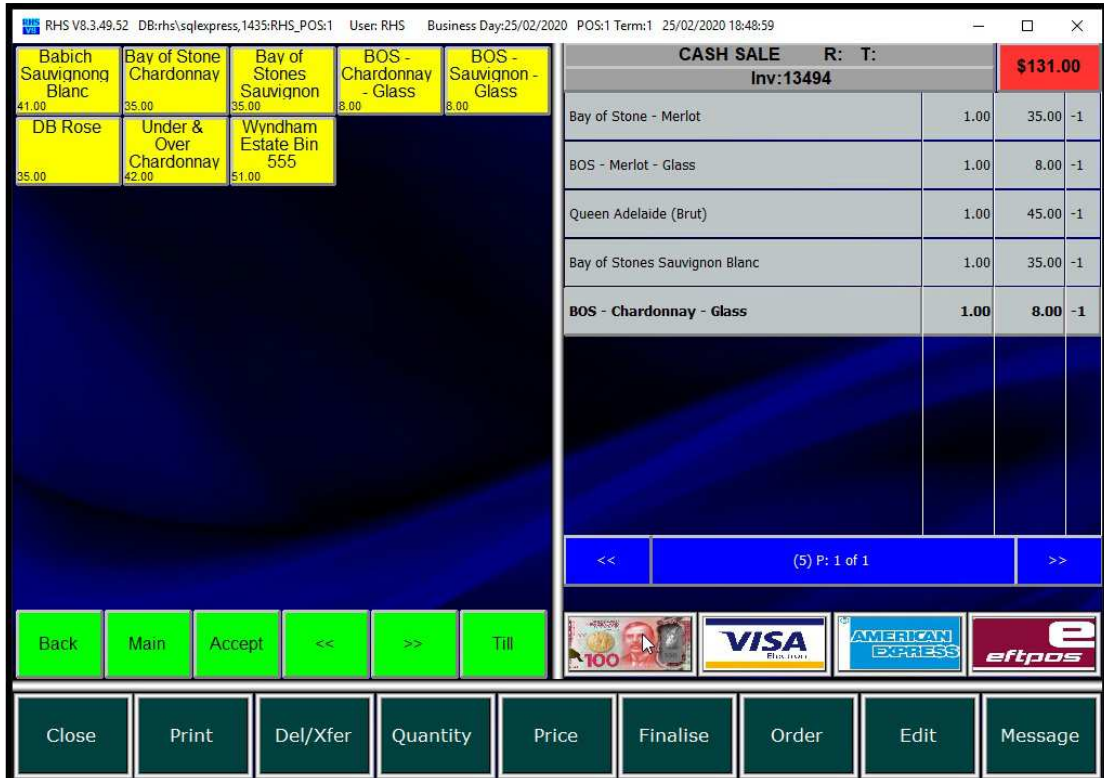 RHS V8.3.49.52 DB:rhs\sqlexpress,1435:RHS_POS:1 User: RHS Business Day:25/02/2020 POS:1 Term:1 25/02/2020 18:48:59
Babich
Sauvignong
Blanc
41.00
Bay of Stone
Chardonnay
35.00
Bay of
Stones
Sauvignon
35.00
BOS -
Chardonnay
- Glass
8.00
BOS -
Sauvignon -
Glass
8.00
DB Rose
35.00
Under &
Over
Chardonnay
42.00
Wyndham
Estate Bin
555
51.00
CASH SALE R: T:
Inv:13494
$131.00
Bay of Stone - Merlot 1.00 35.00 -1
BOS - Merlot - Glass 1.00 8.00 -1
Queen Adelaide (Brut) 1.00 45.00 -1
Bay of Stones Sauvignon Blanc 1.00 35.00 -1
BOS - Chardonnay - Glass 1.00 8.00 -1
<< (5) P: 1 of 1 >>
Back Main Accept << >> Till
100
VISA
Electron
AMERICAN
EXPRESS
eftpos
Close Print Del/Xfer Quantity Price Finalise Order Edit Message